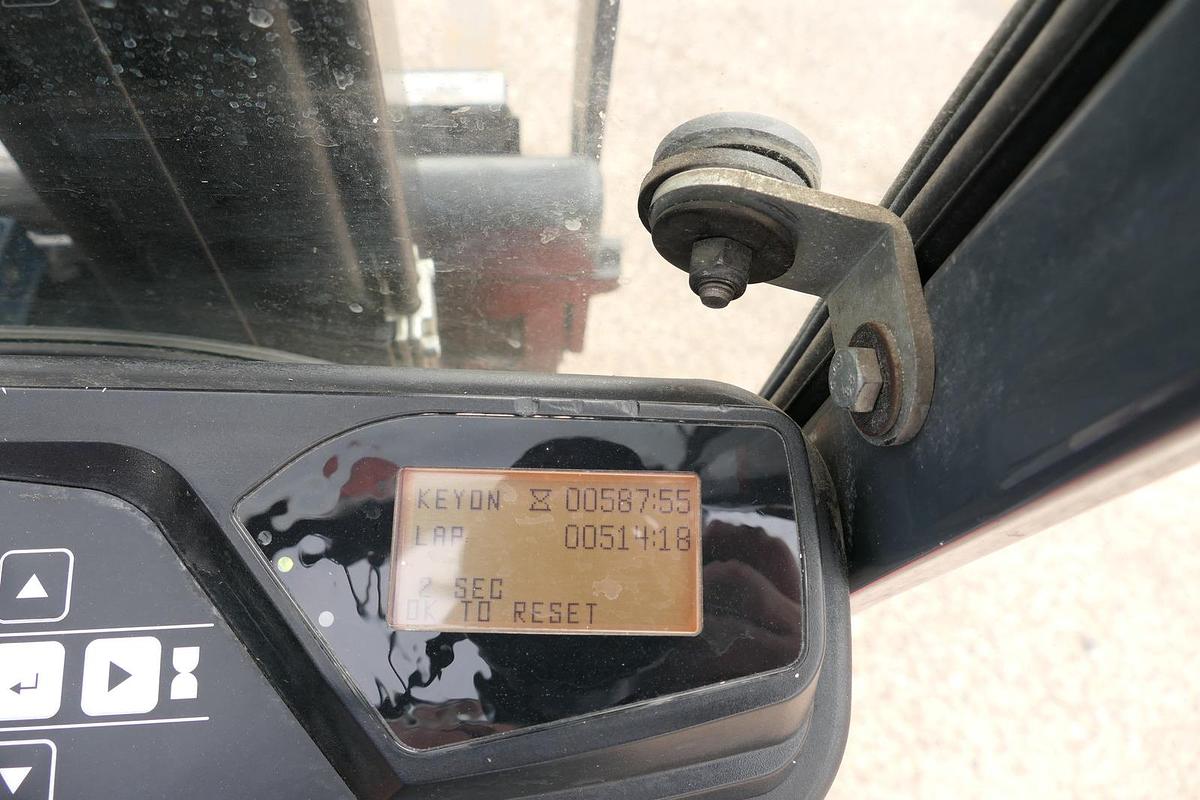 KEYON 00587:55
LAP 00514:18
2 SEC
OK TO RESET